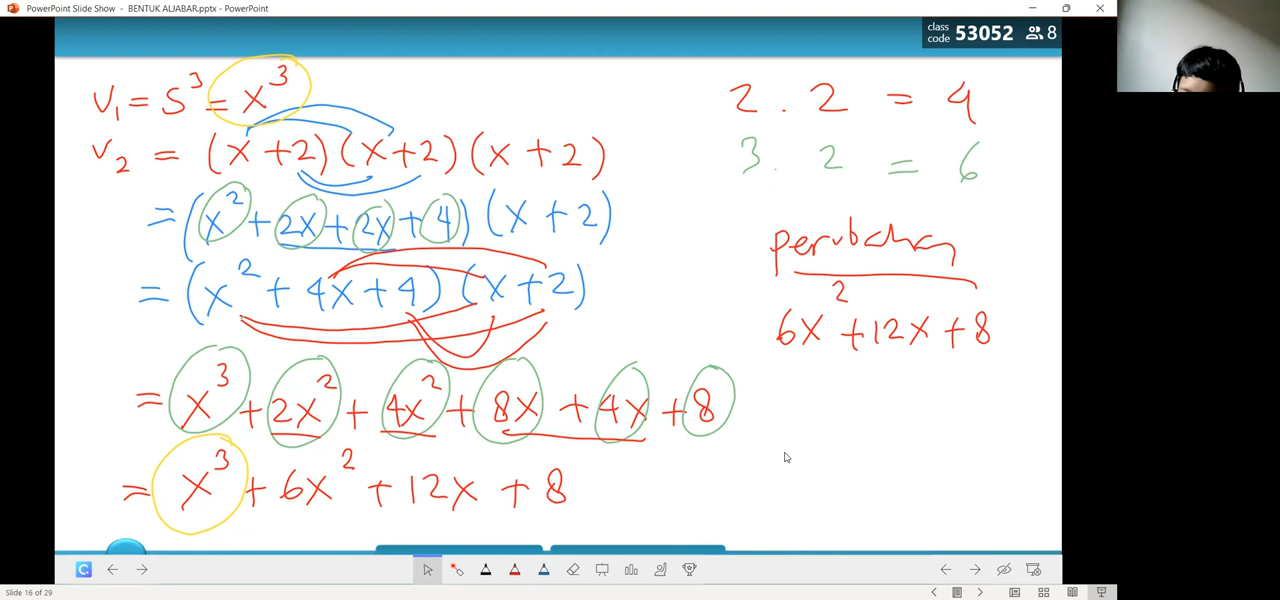 PowerPoint Slide Show - BENTUK ALJABAR.pptx - PowerPoint
class code 53052 8
V₁ = S³ = x³
V₂ = (x + 2)(x + 2)(x + 2)
= (x² + 2x + 2x + 4)(x + 2)
= (x² + 4x + 4)(x + 2)
= x³ + 2x² + 4x² + 8x + 4x + 8
= x³ + 6x² + 12x + 8
2 . 2 = 4
3 . 2 = 6
perubahan
6x² + 12x + 8
C
Slide 16 of 29